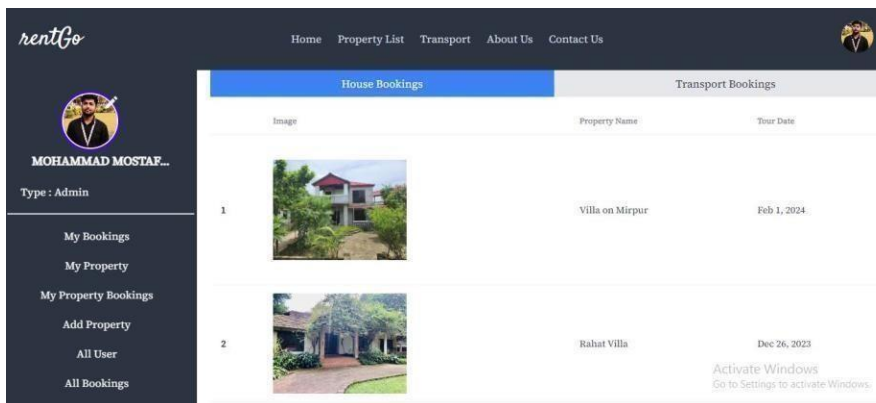 rentGo
Home Property List Transport About Us Contact Us
MOHAMMAD MOSTAF...
Type : Admin
My Bookings
My Property
My Property Bookings
Add Property
All User
All Bookings
House Bookings Transport Bookings
Image Property Name Tour Date
1 Villa on Mirpur Feb 1, 2024
2 Rahat Villa Dec 26, 2023
Activate Windows
Go to Settings to activate Windows.